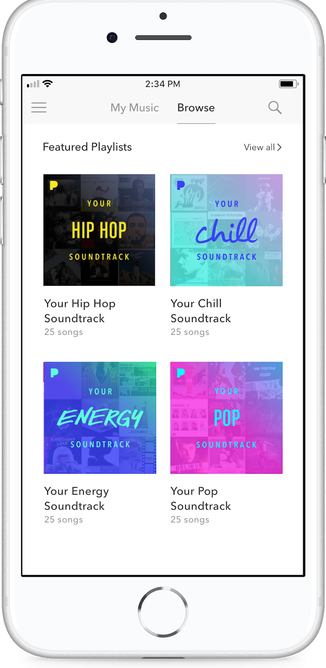 2:34 PM
My Music Browse
Featured Playlists View all
YOUR
HIP HOP
SOUNDTRACK
YOUR
chill
SOUNDTRACK
Your Hip Hop
Soundtrack
25 songs
Your Chill
Soundtrack
25 songs
YOUR
ENERGY
SOUNDTRACK
YOUR
POP
SOUNDTRACK
Your Energy
Soundtrack
25 songs
Your Pop
Soundtrack
25 songs